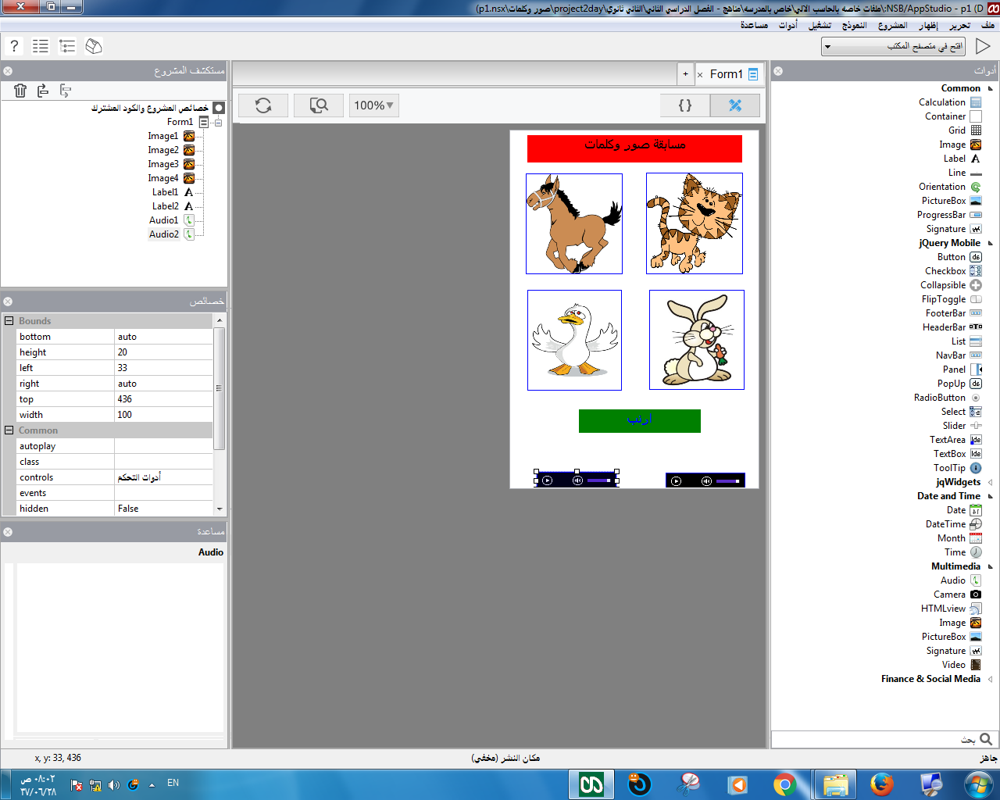 NSB/AppStudio - p1 (D:\ملفات خاصه بالحاسب الالي\خاص بالمدرسه\مناهج - الفصل الدراسي الثاني\الثاني ثانوي\project2day\صور وكلمات\p1.nsx)
ملف تحرير إظهار المشروع النموذج تشغيل أدوات مساعدة
افتح في متصفح المكتب
أدوات
Common
Calculation
Container
Grid
Image
Label
Line
Orientation
PictureBox
ProgressBar
Signature
jQuery Mobile
Button
Checkbox
Collapsible
FlipToggle
FooterBar
HeaderBar
List
NavBar
Panel
PopUp
RadioButton
Select
Slider
TextArea
TextBox
ToolTip
jqWidgets
Date and Time
Date
DateTime
Month
Time
Multimedia
Audio
Camera
HTMLview
Image
PictureBox
Signature
Video
Finance & Social Media
بحث
Form1
+
100%
{ }
مسابقة صور وكلمات
ارنب
مستكشف المشروع
خصائص المشروع والكود المشترك
Form1
Image1
Image2
Image3
Image4
Label1
Label2
Audio1
Audio2
خصائص
Bounds
bottom auto
height 20
left 33
right auto
top 436
width 100
Common
autoplay
class
controls أدوات التحكم
events
hidden False
مساعدة
Audio
جاهز
مكان النشر (مخفي)
x, y: 33, 436
EN
٠٨:٠٢ ص
٣٧/٠٦/٢٨